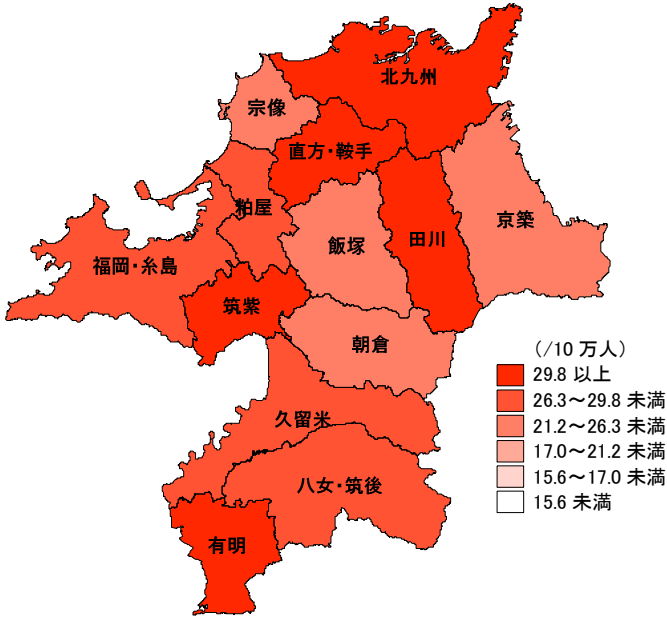 北九州
宗像
直方・鞍手
粕屋
京築
飯塚
田川
福岡・糸島
筑紫
朝倉
久留米
八女・筑後
有明
(/10 万人)
29.8 以上
26.3～29.8 未満
21.2～26.3 未満
17.0～21.2 未満
15.6～17.0 未満
15.6 未満